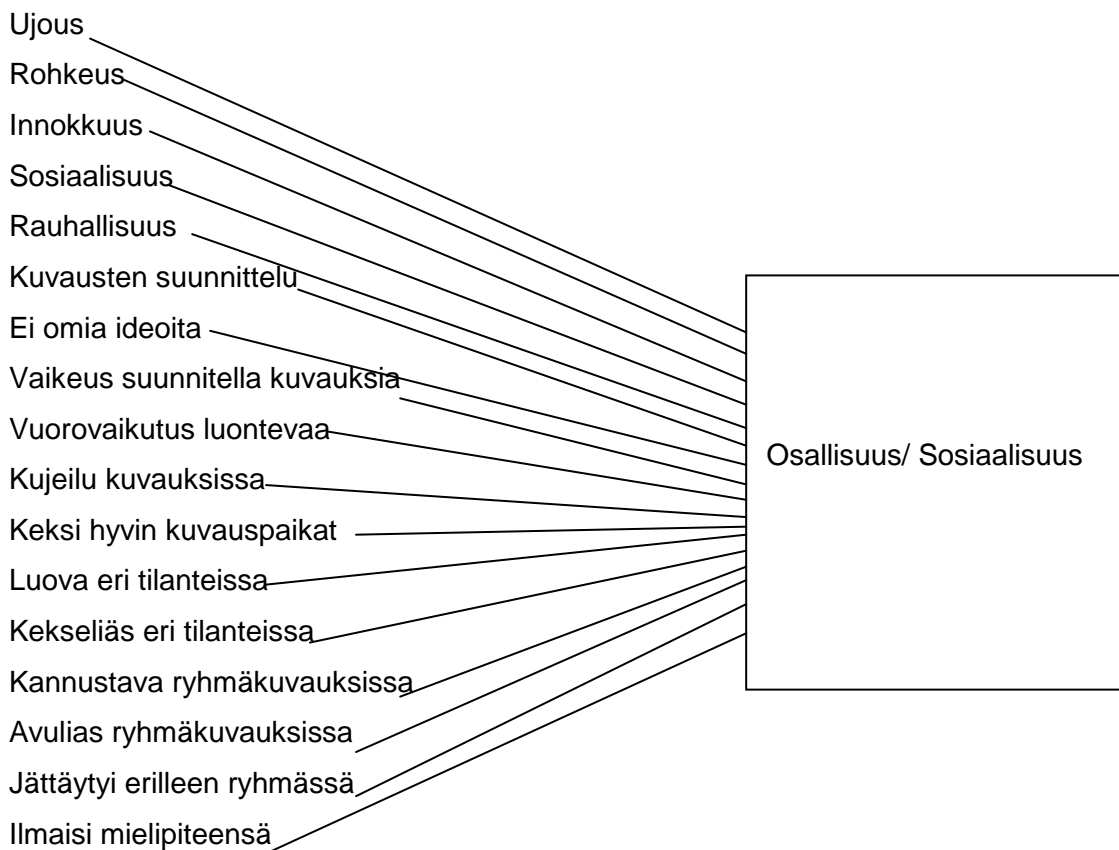 Ujous
Rohkeus
Innokkuus
Sosiaalisuus
Rauhallisuus
Kuvausten suunnittelu
Ei omia ideoita
Vaikeus suunnitella kuvauksia
Vuorovaikutus luontevaa
Kujeilu kuvauksissa
Keksi hyvin kuvauspaikat
Luova eri tilanteissa
Kekseliäs eri tilanteissa
Kannustava ryhmäkuvauksissa
Avulias ryhmäkuvauksissa
Jättäytyi erilleen ryhmässä
Ilmaisi mielipiteensä
Osallisuus/ Sosiaalisuus